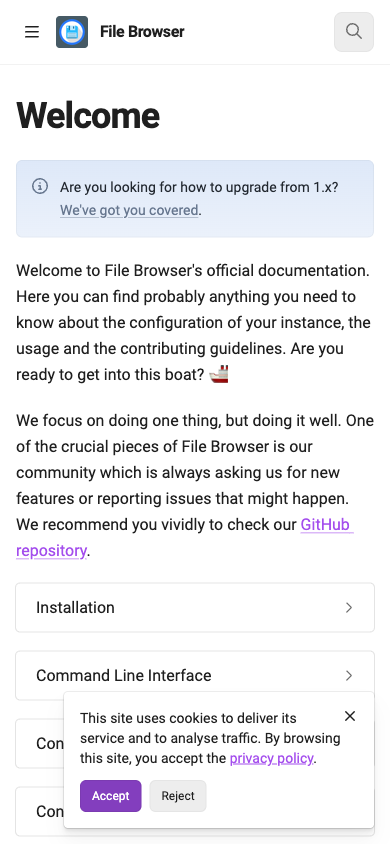 File Browser
Welcome
Are you looking for how to upgrade from 1.x?
We've got you covered.
Welcome to File Browser's official documentation.
Here you can find probably anything you need to
know about the configuration of your instance, the
usage and the contributing guidelines. Are you
ready to get into this boat? 🚤
We focus on doing one thing, but doing it well. One
of the crucial pieces of File Browser is our
community which is always asking us for new
features or reporting issues that might happen.
We recommend you vividly to check our GitHub
repository.
Installation
Command Line Interface
This site uses cookies to deliver its
service and to analyse traffic. By browsing
this site, you accept the privacy policy.
Accept Reject